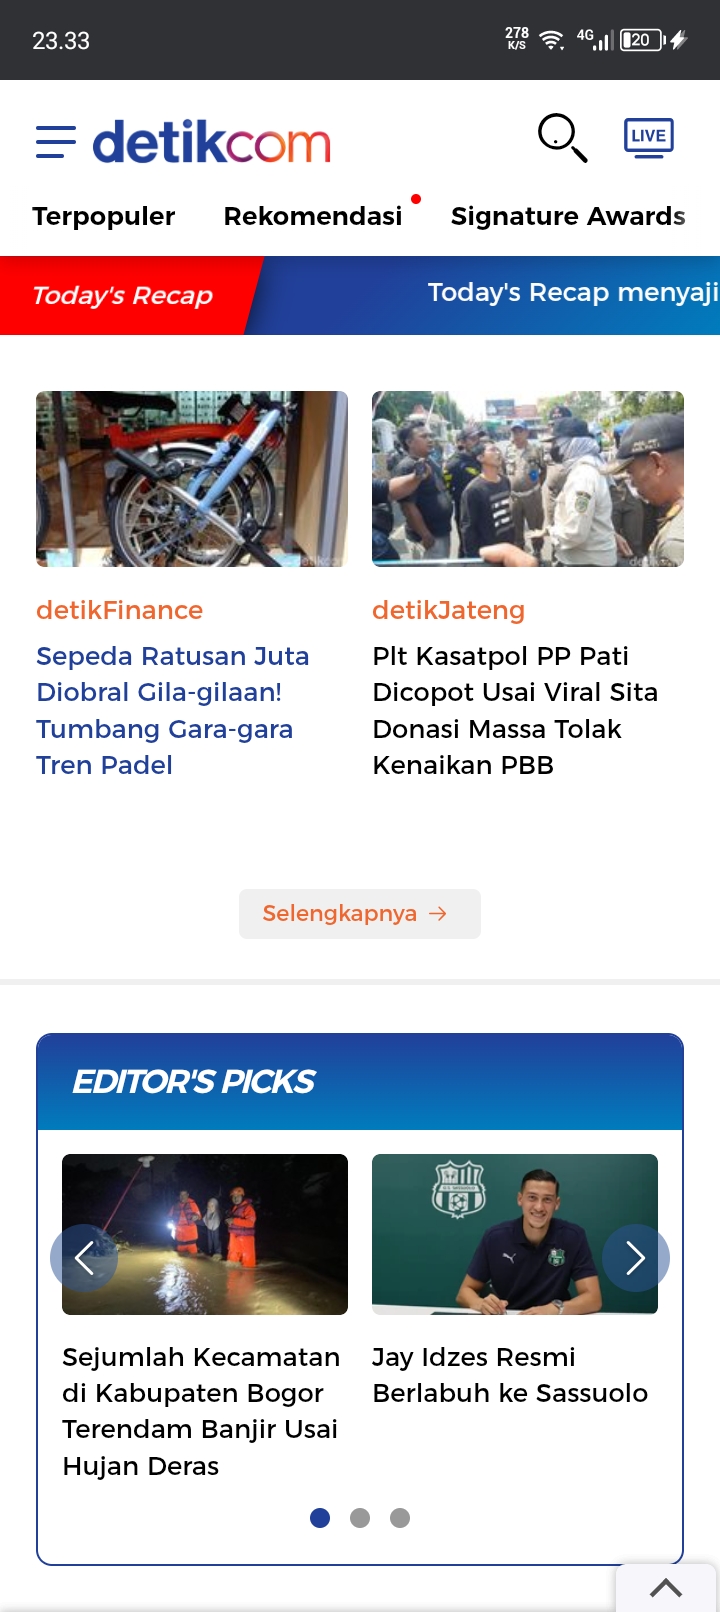 23.33
278
K/S
4G
20
detikcom
LIVE
Terpopuler
Rekomendasi
Signature Awards
Today's Recap
Today's Recap menyaji
detikFinance
Sepeda Ratusan Juta
Diobral Gila-gilaan!
Tumbang Gara-gara
Tren Padel
detikJateng
Plt Kasatpol PP Pati
Dicopot Usai Viral Sita
Donasi Massa Tolak
Kenaikan PBB
Selengkapnya →
EDITOR'S PICKS
Sejumlah Kecamatan
di Kabupaten Bogor
Terendam Banjir Usai
Hujan Deras
Jay Idzes Resmi
Berlabuh ke Sassuolo